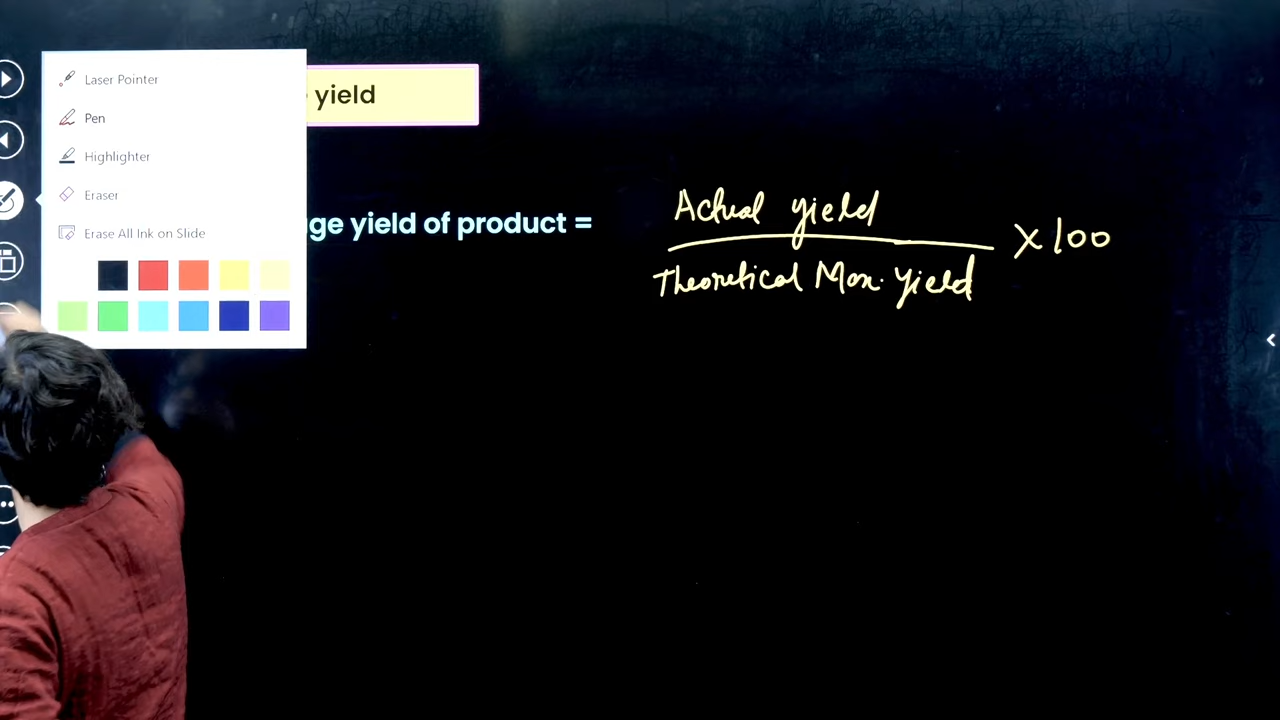 Laser Pointer
Pen
Highlighter
Eraser
Erase All Ink on Slide
yield
ge yield of product =
Actual yield
Theoretical Max. yield
× 100